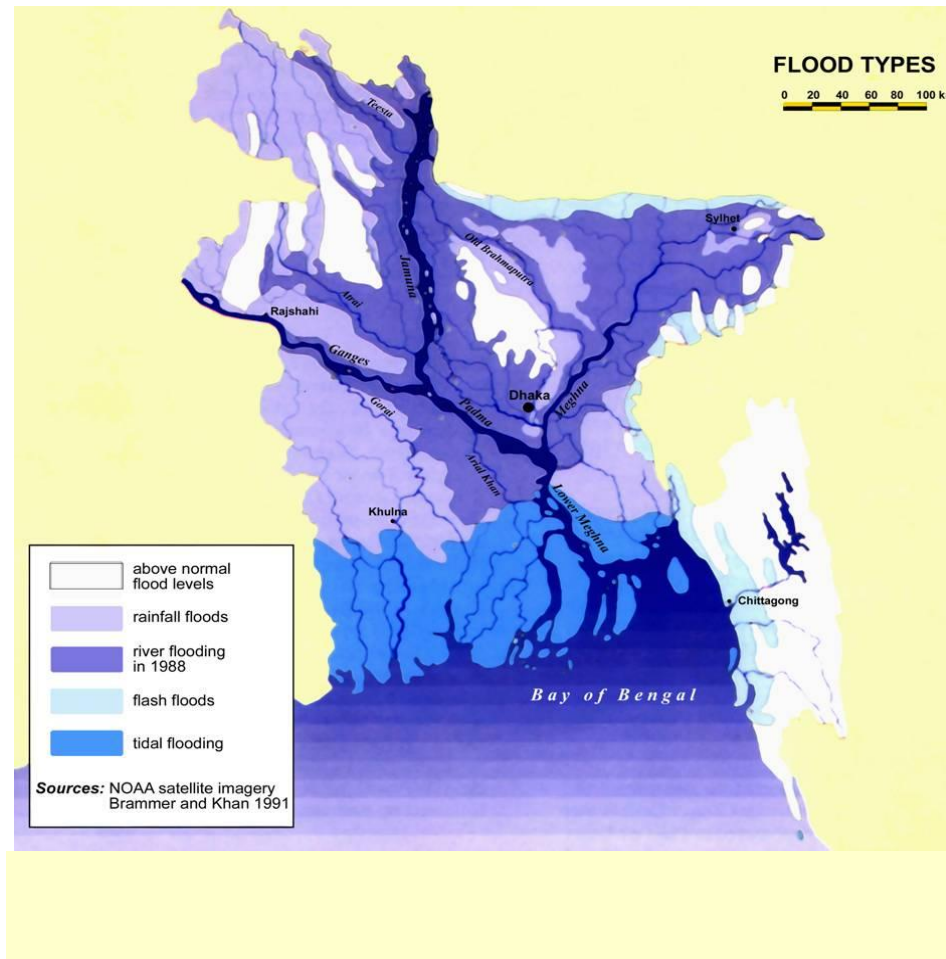 FLOOD TYPES
0 20 40 60 80 100 k
Teesta
Sylhet
Old Brahmaputra
Jamuna
Atrai
Rajshahi
Ganges
Dhaka
Meghna
Gorai
Padma
Arial Khan
Lower Meghna
Khulna
Chittagong
Bay of Bengal
above normal
flood levels
rainfall floods
river flooding
in 1988
flash floods
tidal flooding
Sources: NOAA satellite imagery
Brammer and Khan 1991